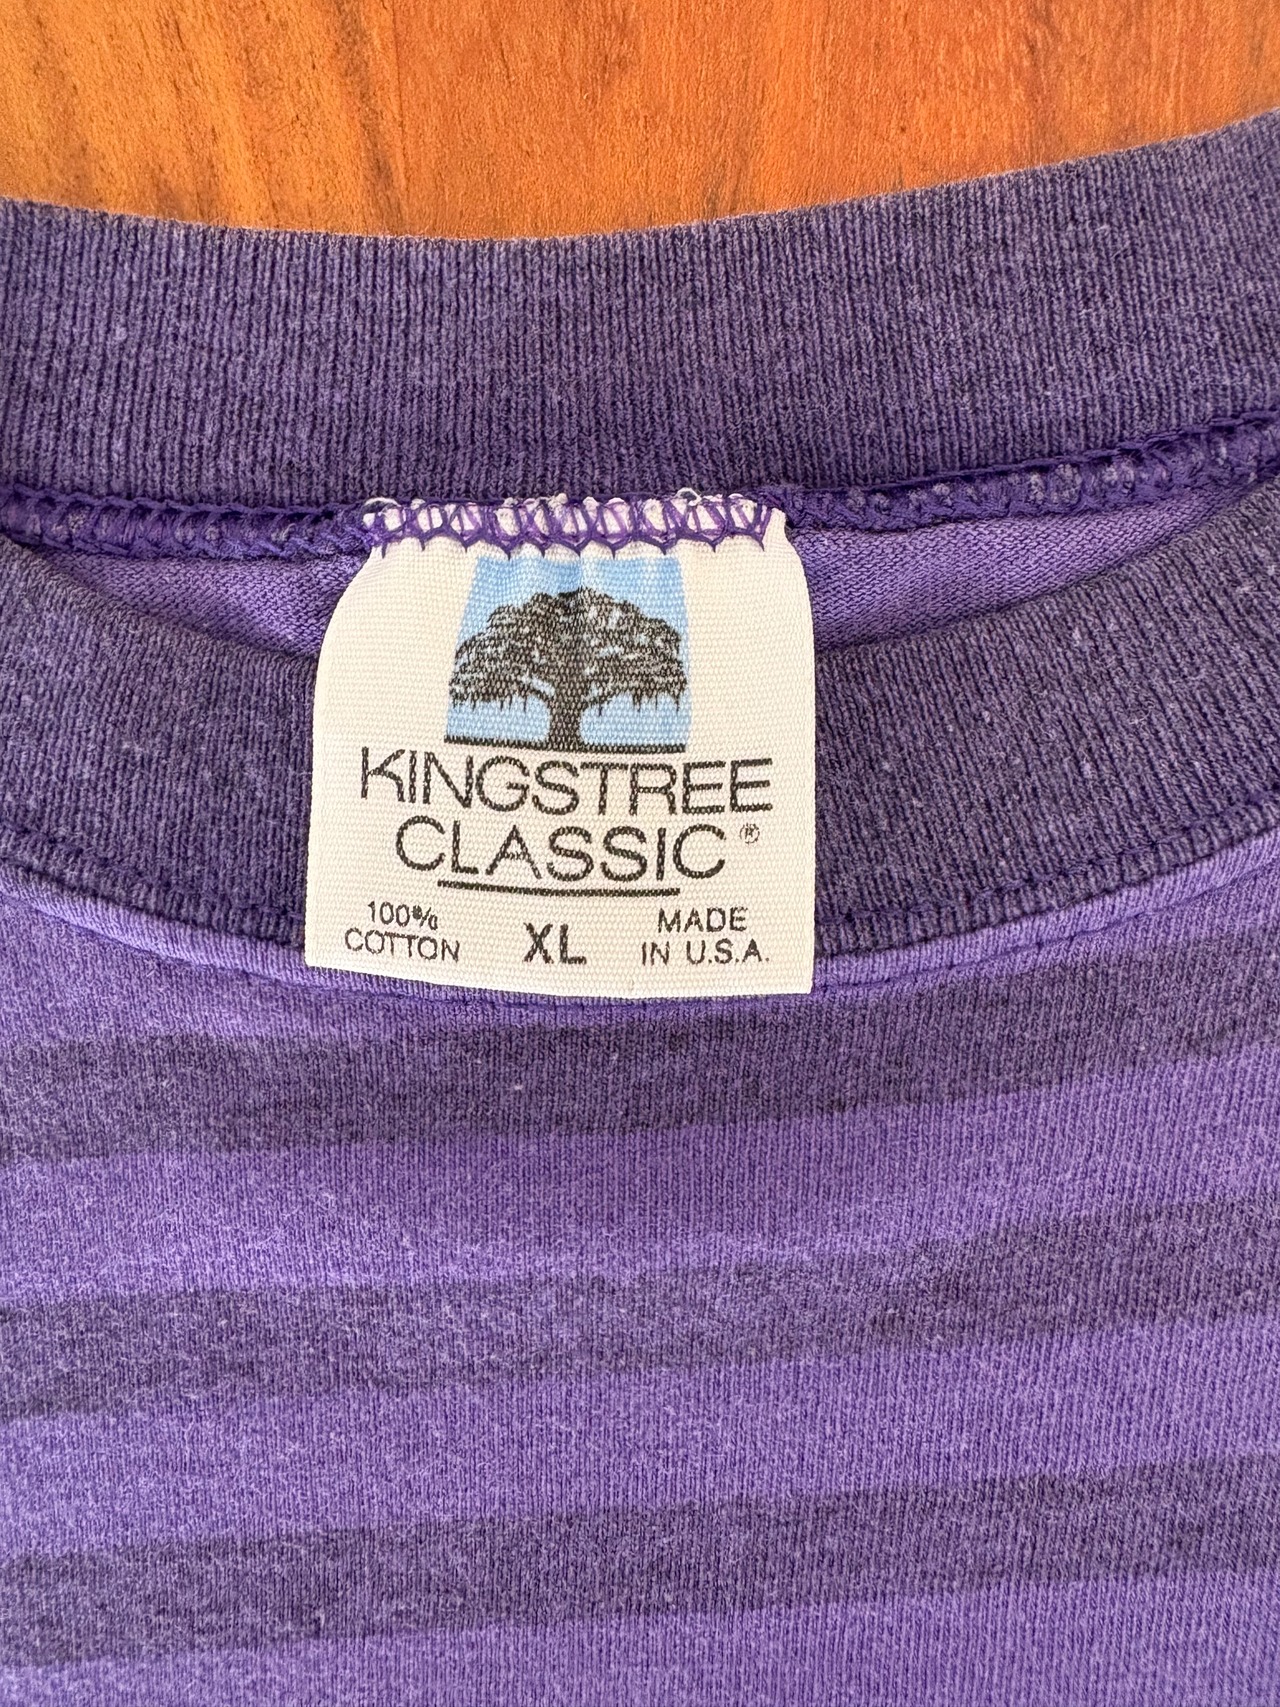 KINGSTREE
CLASSIC®
100% COTTON
XL
MADE IN U.S.A.